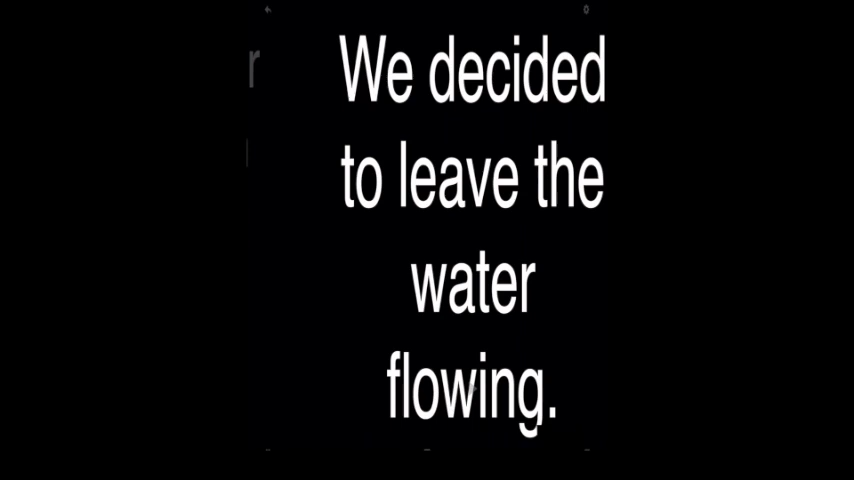 We decided
to leave the
water
flowing.